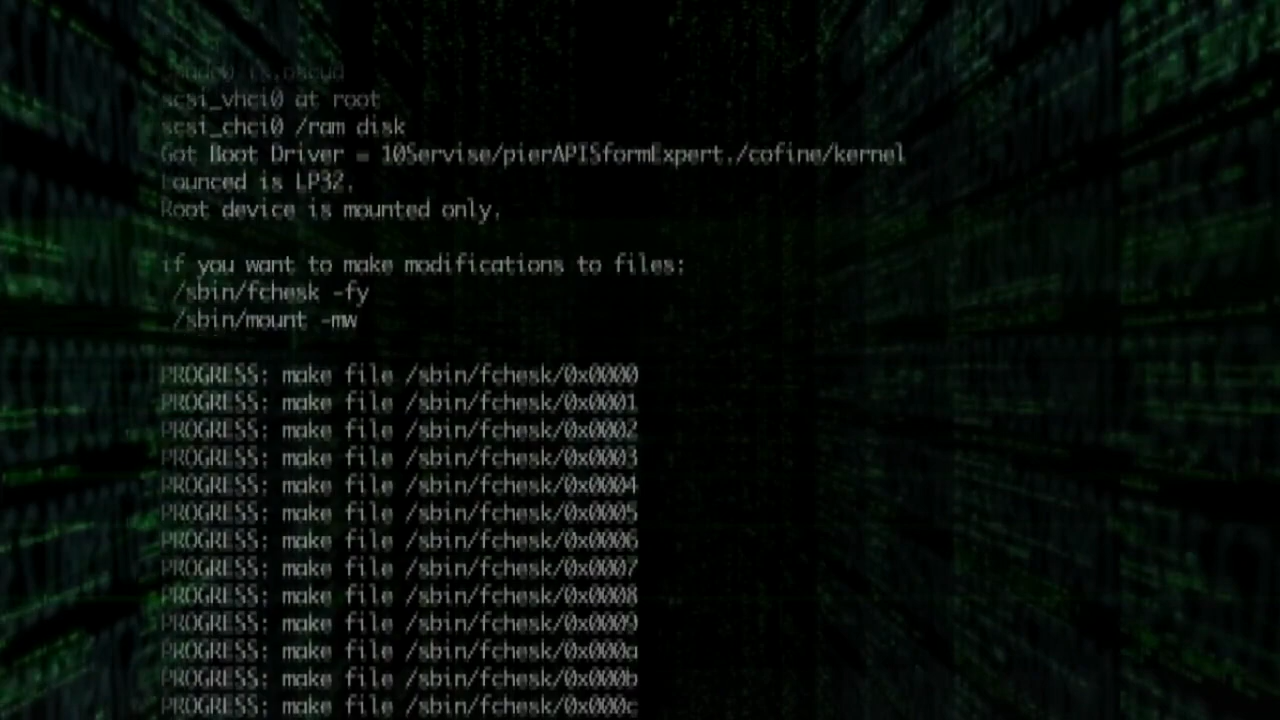 scsi_vhci0 at root
scsi_chci0 /ram disk
Got Boot Driver = 10Servise/pierAPISformExpert./cofine/kernel
bounced is LP32.
Root device is mounted only.
if you want to make modifications to files:
/sbin/fchesk -fy
/sbin/mount -mw
PROGRESS: make file /sbin/fchesk/0x0000
PROGRESS: make file /sbin/fchesk/0x0001
PROGRESS: make file /sbin/fchesk/0x0002
PROGRESS: make file /sbin/fchesk/0x0003
PROGRESS: make file /sbin/fchesk/0x0004
PROGRESS: make file /sbin/fchesk/0x0005
PROGRESS: make file /sbin/fchesk/0x0006
PROGRESS: make file /sbin/fchesk/0x0007
PROGRESS: make file /sbin/fchesk/0x0008
PROGRESS: make file /sbin/fchesk/0x0009
PROGRESS: make file /sbin/fchesk/0x000a
PROGRESS: make file /sbin/fchesk/0x000b
PROGRESS: make file /sbin/fchesk/0x000c